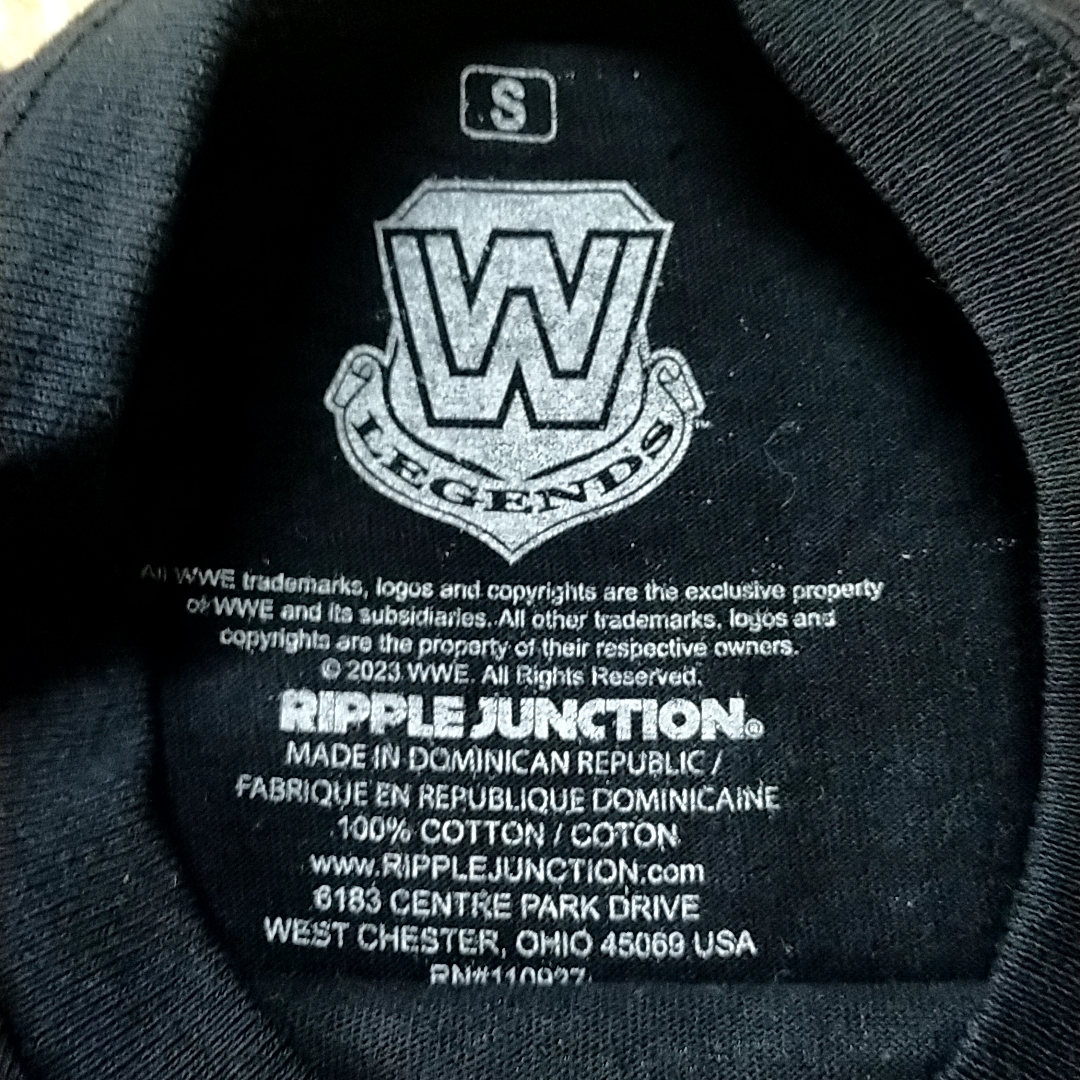 S
W
LEGENDS
TM
All WWE trademarks, logos and copyrights are the exclusive property
of WWE and its subsidiaries. All other trademarks, logos and
copyrights are the property of their respective owners.
© 2023 WWE. All Rights Reserved.
RIPPLE JUNCTION®
MADE IN DOMINICAN REPUBLIC /
FABRIQUE EN REPUBLIQUE DOMINICAINE
100% COTTON / COTON
www.RIPPLEJUNCTION.com
6183 CENTRE PARK DRIVE
WEST CHESTER, OHIO 45069 USA
RN#110927